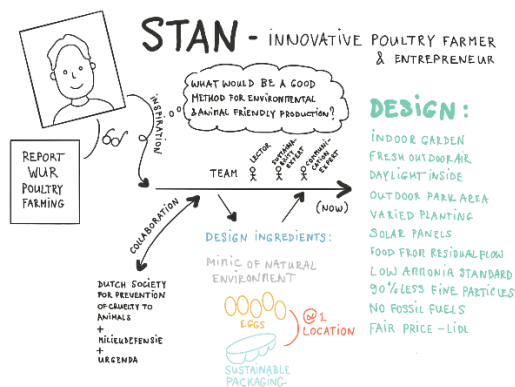 STAN - INNOVATIVE POULTRY FARMER
& ENTREPRENEUR
WHAT WOULD BE A GOOD
METHOD FOR ENVIRONMENTAL
& ANIMAL FRIENDLY PRODUCTION?
INSPIRATION
REPORT
WUR
POULTRY
FARMING
TEAM
LECTOR
SUSTAINA-
BILITY
EXPERT
COMMUNI-
CATION
EXPERT
(NOW)
COLLABORATION
DUTCH SOCIETY
FOR PREVENTION
OF CRUELTY TO
ANIMALS
+
MILIEUDEFENSIE
+
URGENDA
DESIGN INGREDIENTS:
MIMIC OF NATURAL
ENVIRONMENT
EGGS
@ 1
LOCATION
SUSTAINABLE
PACKAGING
DESIGN:
INDOOR GARDEN
FRESH OUTDOOR AIR
DAYLIGHT INSIDE
OUTDOOR PARK AREA
VARIED PLANTING
SOLAR PANELS
FOOD FROM RESIDUAL FLOW
LOW AMMONIA STANDARD
90% LESS FINE PARTICLES
NO FOSSIL FUELS
FAIR PRICE - LIDL